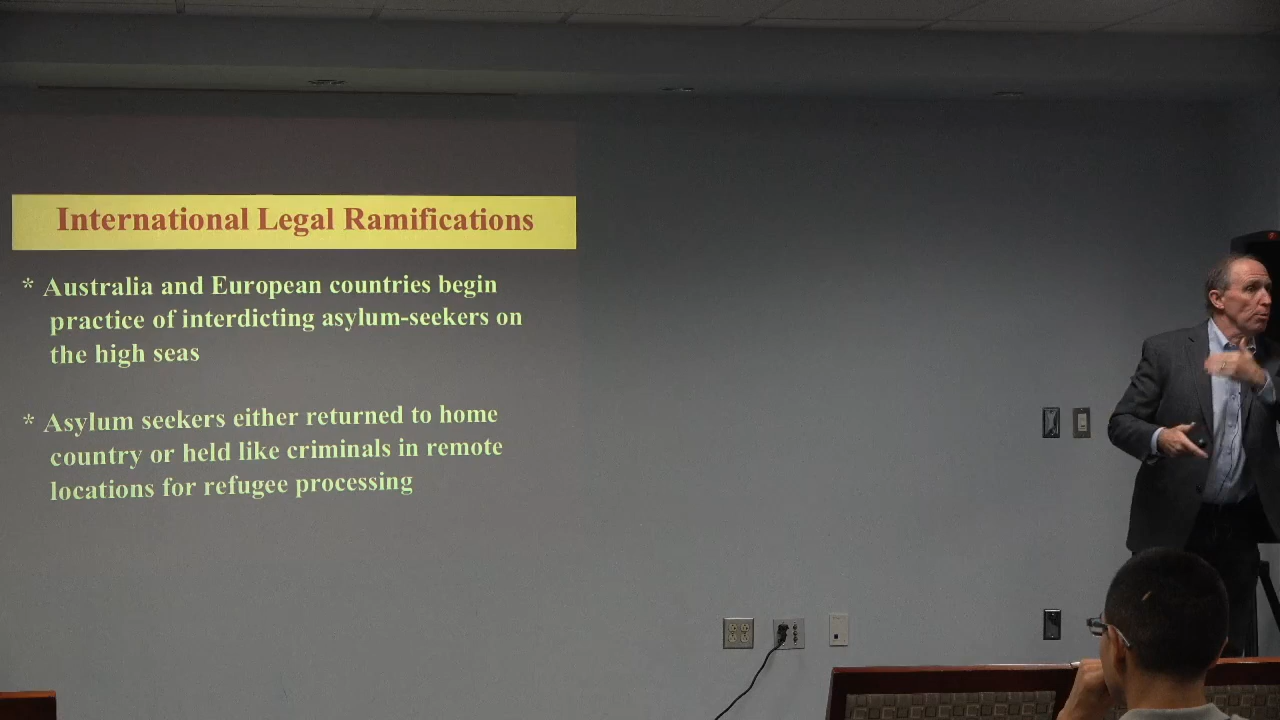 International Legal Ramifications
* Australia and European countries begin
practice of interdicting asylum-seekers on
the high seas
* Asylum seekers either returned to home
country or held like criminals in remote
locations for refugee processing